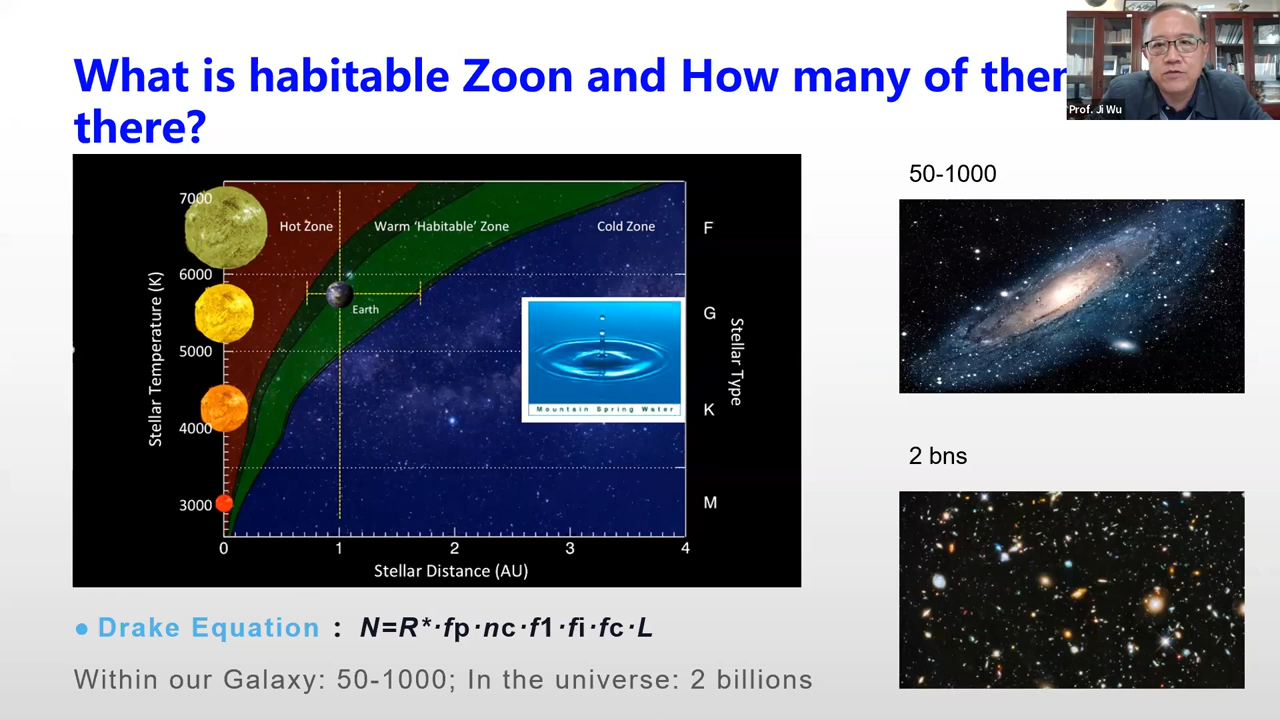 What is habitable Zoon and How many of ther
there?
Prof. Ji Wu
50-1000
7000
6000
5000
4000
3000
Stellar Temperature (K)
Hot Zone
Warm 'Habitable' Zone
Cold Zone
Earth
Mountain Spring Water
F
G
K
M
Stellar Type
0 1 2 3 4
Stellar Distance (AU)
2 bns
● Drake Equation : N=R*·fp·nc·f1·fi·fc·L
Within our Galaxy: 50-1000; In the universe: 2 billions